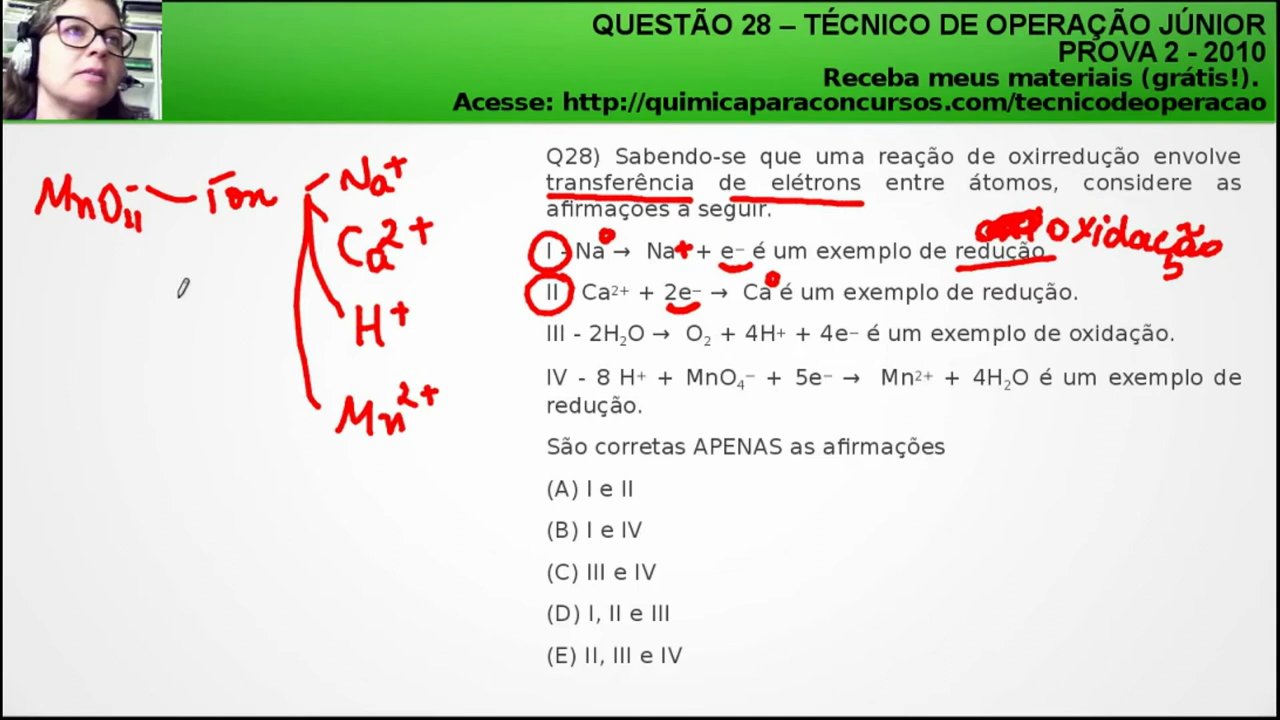 QUESTÃO 28 – TÉCNICO DE OPERAÇÃO JÚNIOR
PROVA 2 - 2010
Receba meus materiais (grátis!).
Acesse: http://quimicaparaconcursos.com/tecnicodeoperacao
Q28) Sabendo-se que uma reação de oxirredução envolve
transferência de elétrons entre átomos, considere as
afirmações a seguir.
I - Na⁰ → Na⁺ + e⁻ é um exemplo de redução oxidação
II Ca²⁺ + 2e⁻ → Ca⁰ é um exemplo de redução.
III - 2H₂O → O₂ + 4H⁺ + 4e⁻ é um exemplo de oxidação.
IV - 8 H⁺ + MnO₄⁻ + 5e⁻ → Mn²⁺ + 4H₂O é um exemplo de
redução.
São corretas APENAS as afirmações
(A) I e II
(B) I e IV
(C) III e IV
(D) I, II e III
(E) II, III e IV
MnO₄⁻ íon Na⁺
Ca²⁺
H⁺
Mn²⁺